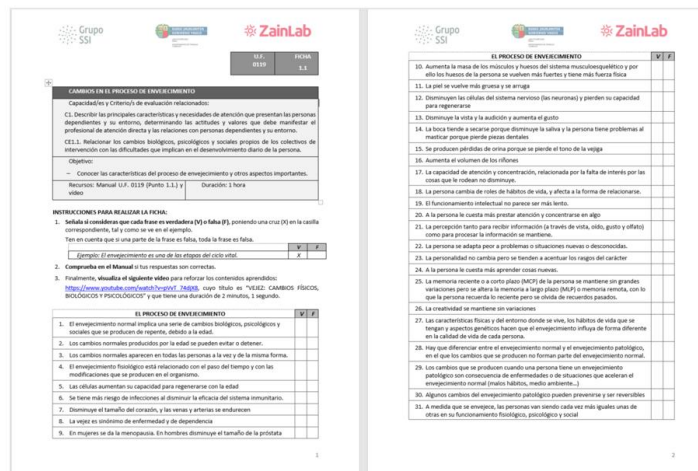 Grupo
SSI
ZainLab
U.F.
0119
FICHA
1.1
CAMBIOS EN EL PROCESO DE ENVEJECIMIENTO
Capacidad/es y Criterio/s de evaluación relacionados:
C1. Describir las principales características y necesidades de atención que presentan las personas
dependientes y su entorno, determinando las actitudes y valores que debe manifestar el
profesional de atención directa y las relaciones con personas dependientes y su entorno.
CE1.1. Relacionar los cambios biológicos, psicológicos y sociales propios de los colectivos de
intervención con las dificultades que implican en el desenvolvimiento diario de la persona.
Objetivo:
– Conocer las características del proceso de envejecimiento y otros aspectos importantes.
Recursos: Manual U.F. 0119 (Punto 1.1.) y
vídeo
Duración: 1 hora
INSTRUCCIONES PARA REALIZAR LA FICHA:
1. Señala si consideras que cada frase es verdadera (V) o falsa (F), poniendo una cruz (X) en la casilla
correspondiente, tal y como se ve en el ejemplo.
Ten en cuenta que si una parte de la frase es falsa, toda la frase es falsa.
V F
Ejemplo: El envejecimiento es una de las etapas del ciclo vital. X
2. Comprueba en el Manual si tus respuestas son correctas.
3. Finalmente, visualiza el siguiente vídeo para reforzar los contenidos aprendidos:
cuyo título es "VEJEZ: CAMBIOS FÍSICOS,
BIOLÓGICOS Y PSICOLÓGICOS" y que tiene una duración de 2 minutos, 1 segundo.
EL PROCESO DE ENVEJECIMIENTO V F
1. El envejecimiento normal implica una serie de cambios biológicos, psicológicos y
sociales que se producen de repente, debido a la edad.
2. Los cambios normales producidos por la edad se pueden evitar o detener.
3. Los cambios normales aparecen en todas las personas a la vez y de la misma forma.
4. El envejecimiento fisiológico está relacionado con el paso del tiempo y con las
modificaciones que se producen en el organismo.
5. Las células aumentan su capacidad para regenerarse con la edad
6. Se tiene más riesgo de infecciones al disminuir la eficacia del sistema inmunitario.
7. Disminuye el tamaño del corazón, y las venas y arterias se endurecen
8. La vejez es sinónimo de enfermedad y de dependencia
9. En mujeres se da la menopausia. En hombres disminuye el tamaño de la próstata
1
Grupo
SSI
ZainLab
EL PROCESO DE ENVEJECIMIENTO V F
10. Aumenta la masa de los músculos y huesos del sistema musculoesquelético y por
ello los huesos de la persona se vuelven más fuertes y tiene más fuerza física
11. La piel se vuelve más gruesa y se arruga
12. Disminuyen las células del sistema nervioso (las neuronas) y pierden su capacidad
para regenerarse
13. Disminuye la vista y la audición y aumenta el gusto
14. La boca tiende a secarse porque disminuye la saliva y la persona tiene problemas al
masticar porque pierde piezas dentales
15. Se producen pérdidas de orina porque se pierde el tono de la vejiga
16. Aumenta el volumen de los riñones
17. La capacidad de atención y concentración, relacionada por la falta de interés por las
cosas que le rodean no disminuye.
18. La persona cambia de roles de hábitos de vida, y afecta a la forma de relacionarse.
19. El funcionamiento intelectual no parece ser más lento.
20. A la persona le cuesta más prestar atención y concentrarse en algo
21. La percepción tanto para recibir información (a través de vista, oído, gusto y olfato)
como para procesar la información se mantiene.
22. La persona se adapta peor a problemas o situaciones nuevas o desconocidas.
23. La personalidad no cambia pero se tienden a acentuar los rasgos del carácter
24. A la persona le cuesta más aprender cosas nuevas.
25. La memoria reciente o a corto plazo (MCP) de la persona se mantiene sin grandes
variaciones pero se altera la memoria a largo plazo (MLP) o memoria remota, con lo
que la persona recuerda lo reciente pero se olvida de recuerdos pasados.
26. La creatividad se mantiene sin variaciones
27. Las características físicas y del entorno donde se vive, los hábitos de vida que se
tengan y aspectos genéticos hacen que el envejecimiento influya de forma diferente
en la calidad de vida de cada persona.
28. Hay que diferenciar entre el envejecimiento normal y el envejecimiento patológico,
en el que los cambios que se producen no forman parte del envejecimiento normal.
29. Los cambios que se producen cuando una persona tiene un envejecimiento
patológico son consecuencia de enfermedades o de situaciones que aceleran el
envejecimiento normal (malos hábitos, medio ambiente...)
30. Algunos cambios del envejecimiento patológico pueden prevenirse y ser reversibles
31. A medida que se envejece, las personas van siendo cada vez más iguales unas de
otras en su funcionamiento fisiológico, psicológico y social
2